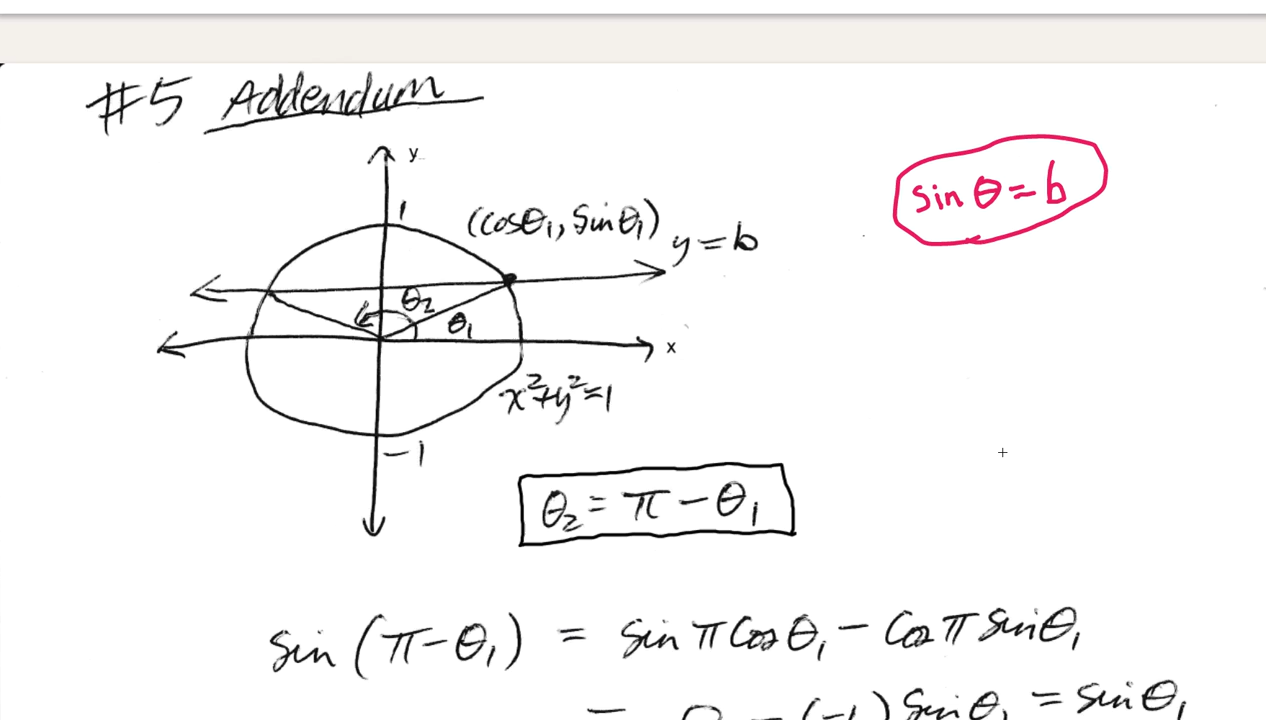 #5 Addendum
y
1
(cosθ₁, sinθ₁)
sin θ = b
y = b
θ₂
θ₁
x
x²+y²=1
-1
θ₂ = π - θ₁
sin (π-θ₁) = sin π cos θ₁ - cos π sin θ₁
= 0 - (-1) sin θ₁ = sin θ₁